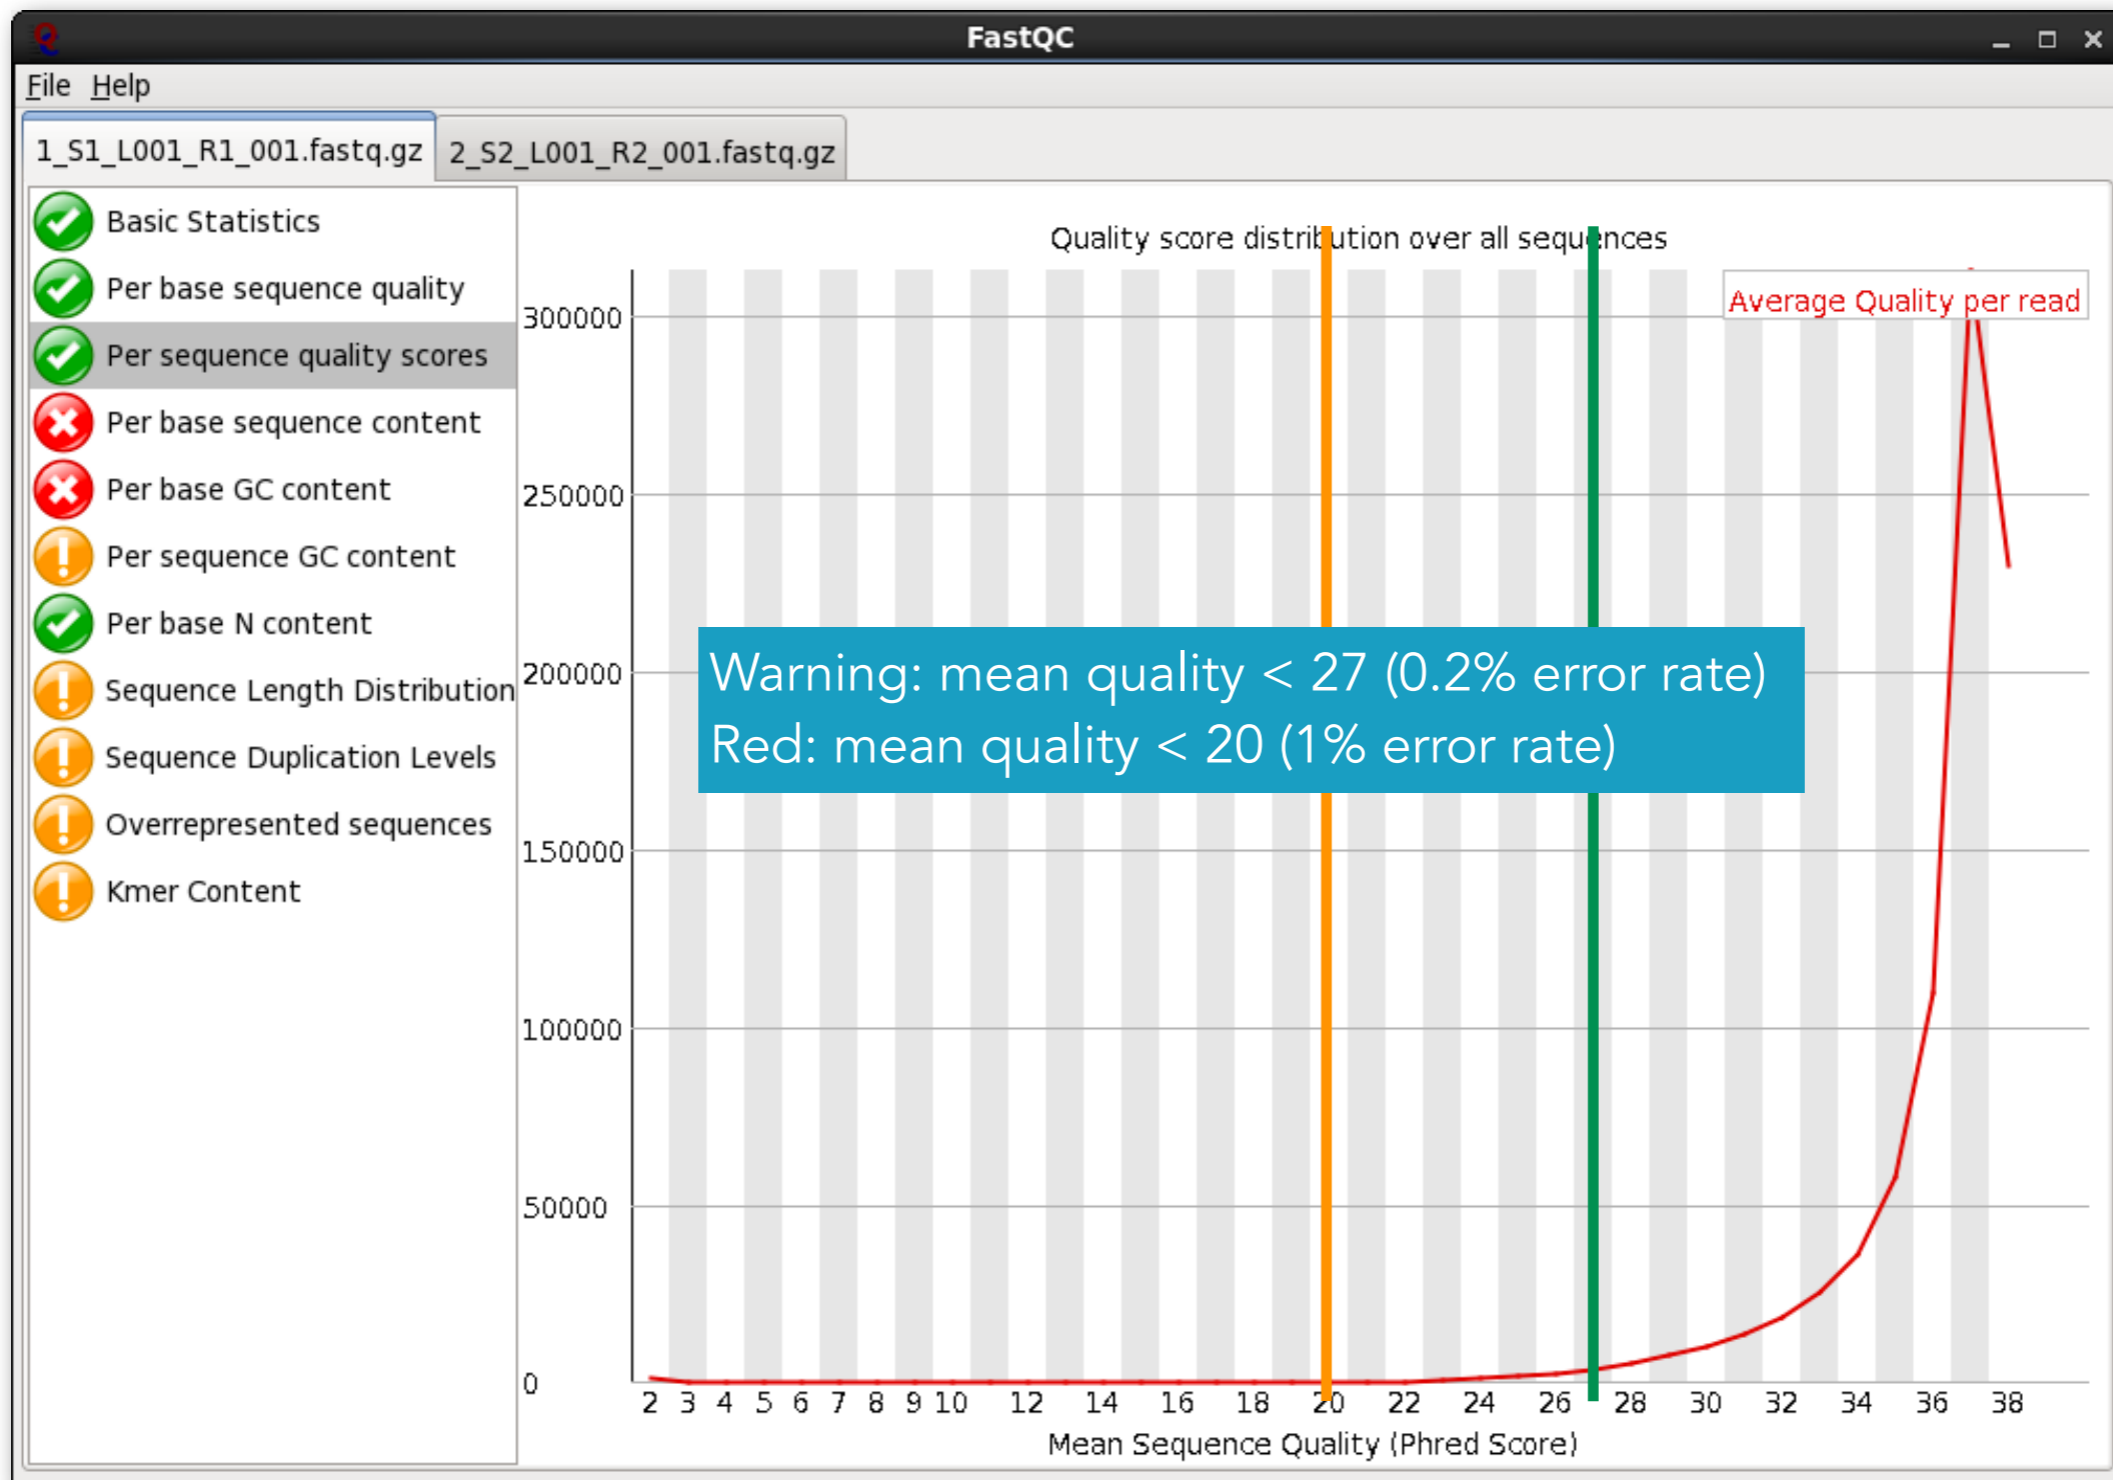 FastQC
File Help
1_S1_L001_R1_001.fastq.gz 2_S2_L001_R2_001.fastq.gz
Basic Statistics
Per base sequence quality
Per sequence quality scores
Per base sequence content
Per base GC content
Per sequence GC content
Per base N content
Sequence Length Distribution
Sequence Duplication Levels
Overrepresented sequences
Kmer Content
Quality score distribution over all sequences
Average Quality per read
300000
250000
200000
150000
100000
50000
0
Warning: mean quality < 27 (0.2% error rate)
Red: mean quality < 20 (1% error rate)
2 3 4 5 6 7 8 9 10 12 14 16 18 20 22 24 26 28 30 32 34 36 38
Mean Sequence Quality (Phred Score)